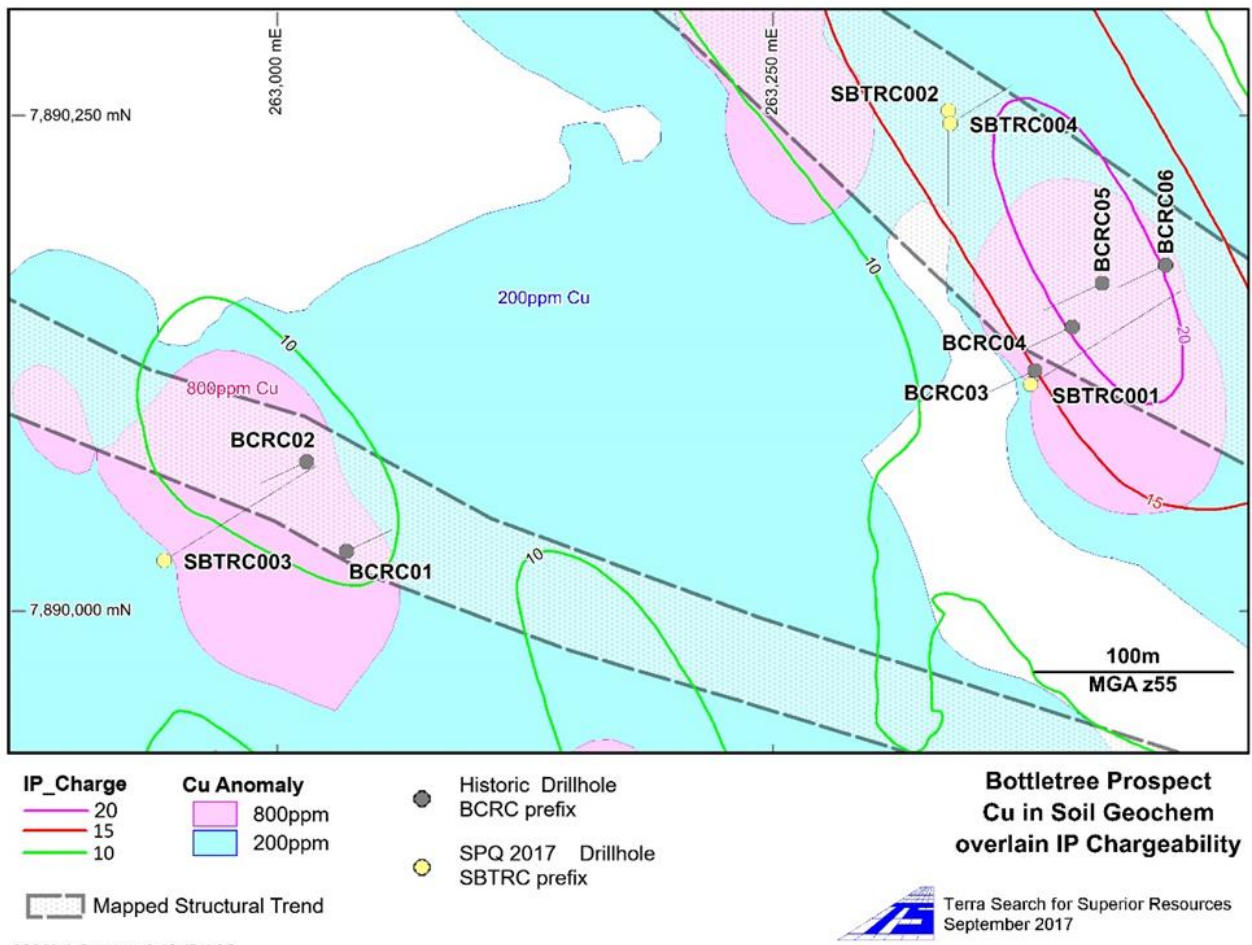 263,000 mE
263,250 mE
7,890,250 mN
SBTRC002
SBTRC004
BCRC05
BCRC06
10
200ppm Cu
10
20
BCRC04
800ppm Cu
BCRC03
SBTRC001
BCRC02
15
10
SBTRC003
BCRC01
7,890,000 mN
100m
MGA z55
IP_Charge
20
15
10
Cu Anomaly
800ppm
200ppm
Historic Drillhole
BCRC prefix
SPQ 2017 Drillhole
SBTRC prefix
Mapped Structural Trend
Bottletree Prospect
Cu in Soil Geochem
overlain IP Chargeability
Terra Search for Superior Resources
September 2017